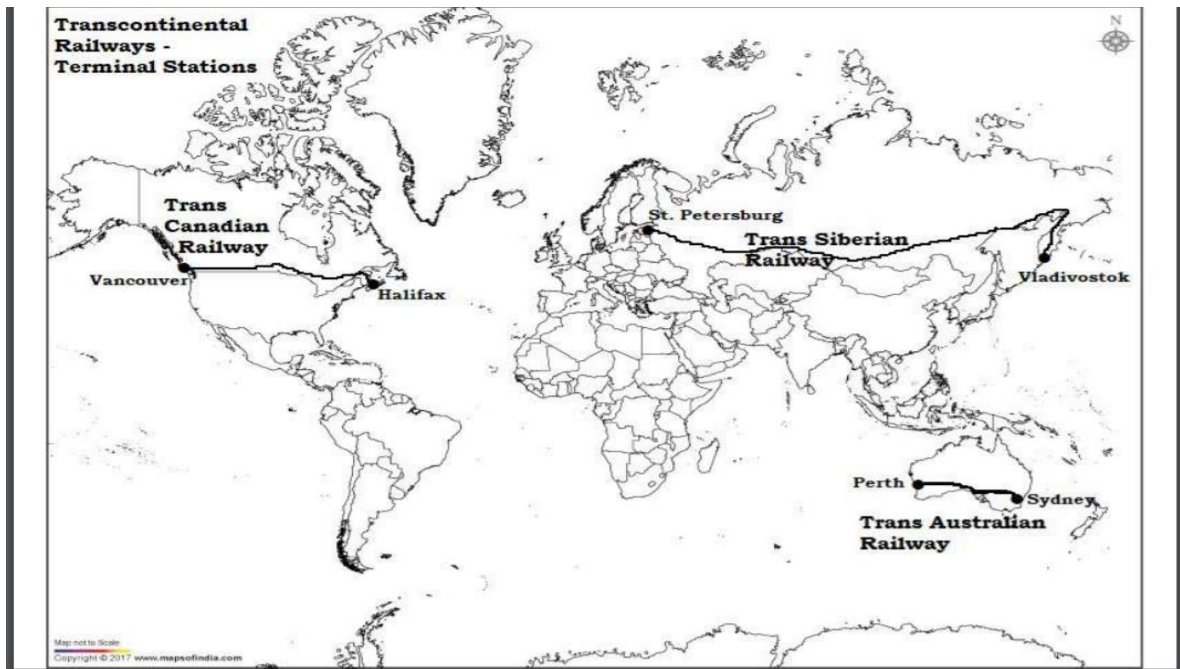 Transcontinental
Railways -
Terminal Stations
N
Trans
Canadian
Railway
St. Petersburg
Trans Siberian
Railway
Vancouver
Halifax
Vladivostok
Perth
Sydney
Trans Australian
Railway
Map not to Scale
Copyright © 2017 www.mapsofindia.com